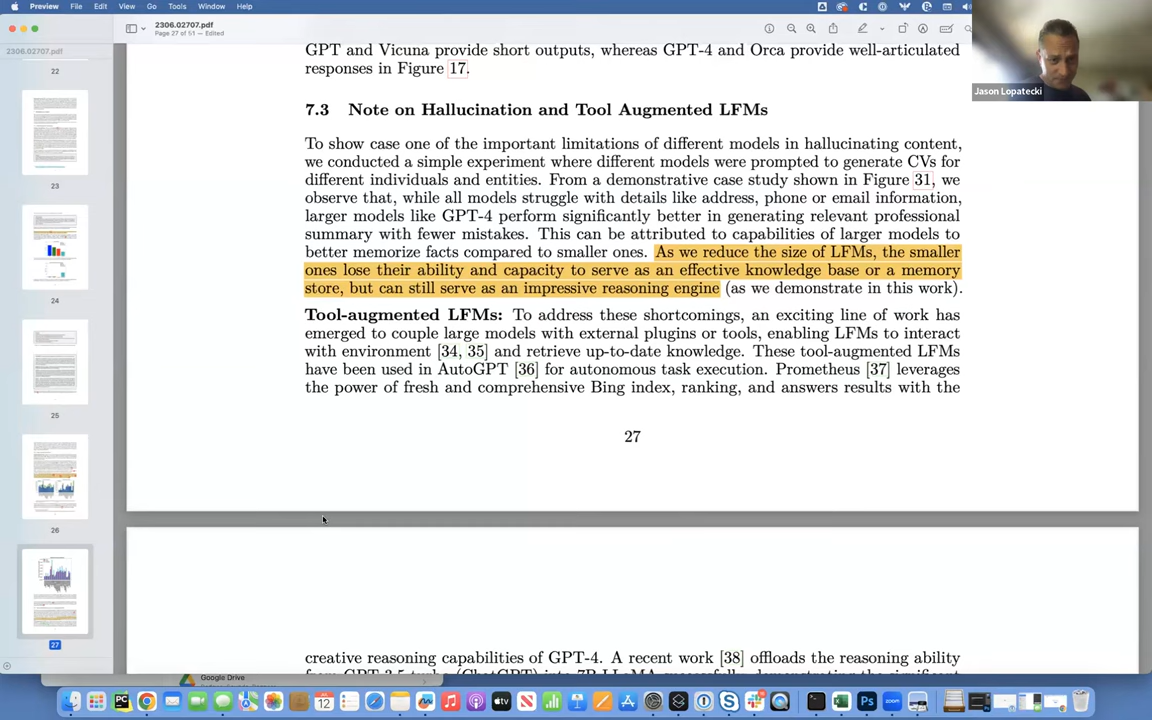 Preview File Edit View Go Tools Window Help
2306.02707.pdf
Page 27 of 51 – Edited
2306.02707.pdf
22
23
24
25
26
27
Jason Lopatecki
GPT and Vicuna provide short outputs, whereas GPT-4 and Orca provide well-articulated
responses in Figure 17.
7.3 Note on Hallucination and Tool Augmented LFMs
To show case one of the important limitations of different models in hallucinating content,
we conducted a simple experiment where different models were prompted to generate CVs for
different individuals and entities. From a demonstrative case study shown in Figure 31, we
observe that, while all models struggle with details like address, phone or email information,
larger models like GPT-4 perform significantly better in generating relevant professional
summary with fewer mistakes. This can be attributed to capabilities of larger models to
better memorize facts compared to smaller ones. As we reduce the size of LFMs, the smaller
ones lose their ability and capacity to serve as an effective knowledge base or a memory
store, but can still serve as an impressive reasoning engine (as we demonstrate in this work).
Tool-augmented LFMs: To address these shortcomings, an exciting line of work has
emerged to couple large models with external plugins or tools, enabling LFMs to interact
with environment [34, 35] and retrieve up-to-date knowledge. These tool-augmented LFMs
have been used in AutoGPT [36] for autonomous task execution. Prometheus [37] leverages
the power of fresh and comprehensive Bing index, ranking, and answers results with the
27
creative reasoning capabilities of GPT-4. A recent work [38] offloads the reasoning ability
Google Drive
12